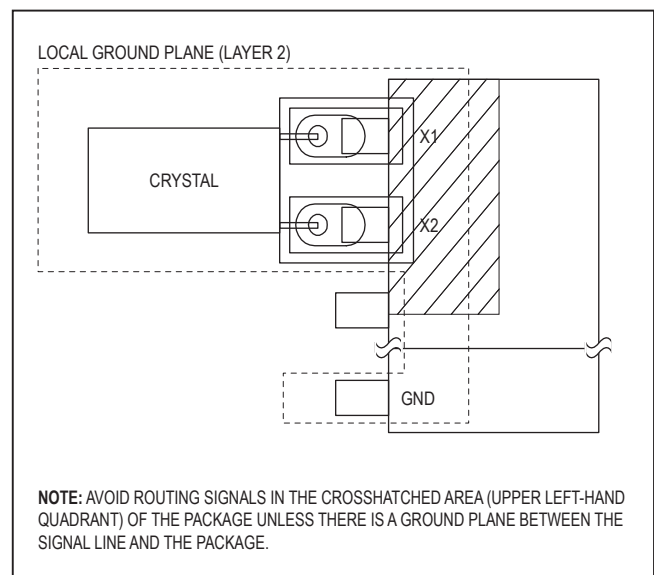 LOCAL GROUND PLANE (LAYER 2)
X1
CRYSTAL
X2
GND
NOTE: AVOID ROUTING SIGNALS IN THE CROSSHATCHED AREA (UPPER LEFT-HAND
QUADRANT) OF THE PACKAGE UNLESS THERE IS A GROUND PLANE BETWEEN THE
SIGNAL LINE AND THE PACKAGE.